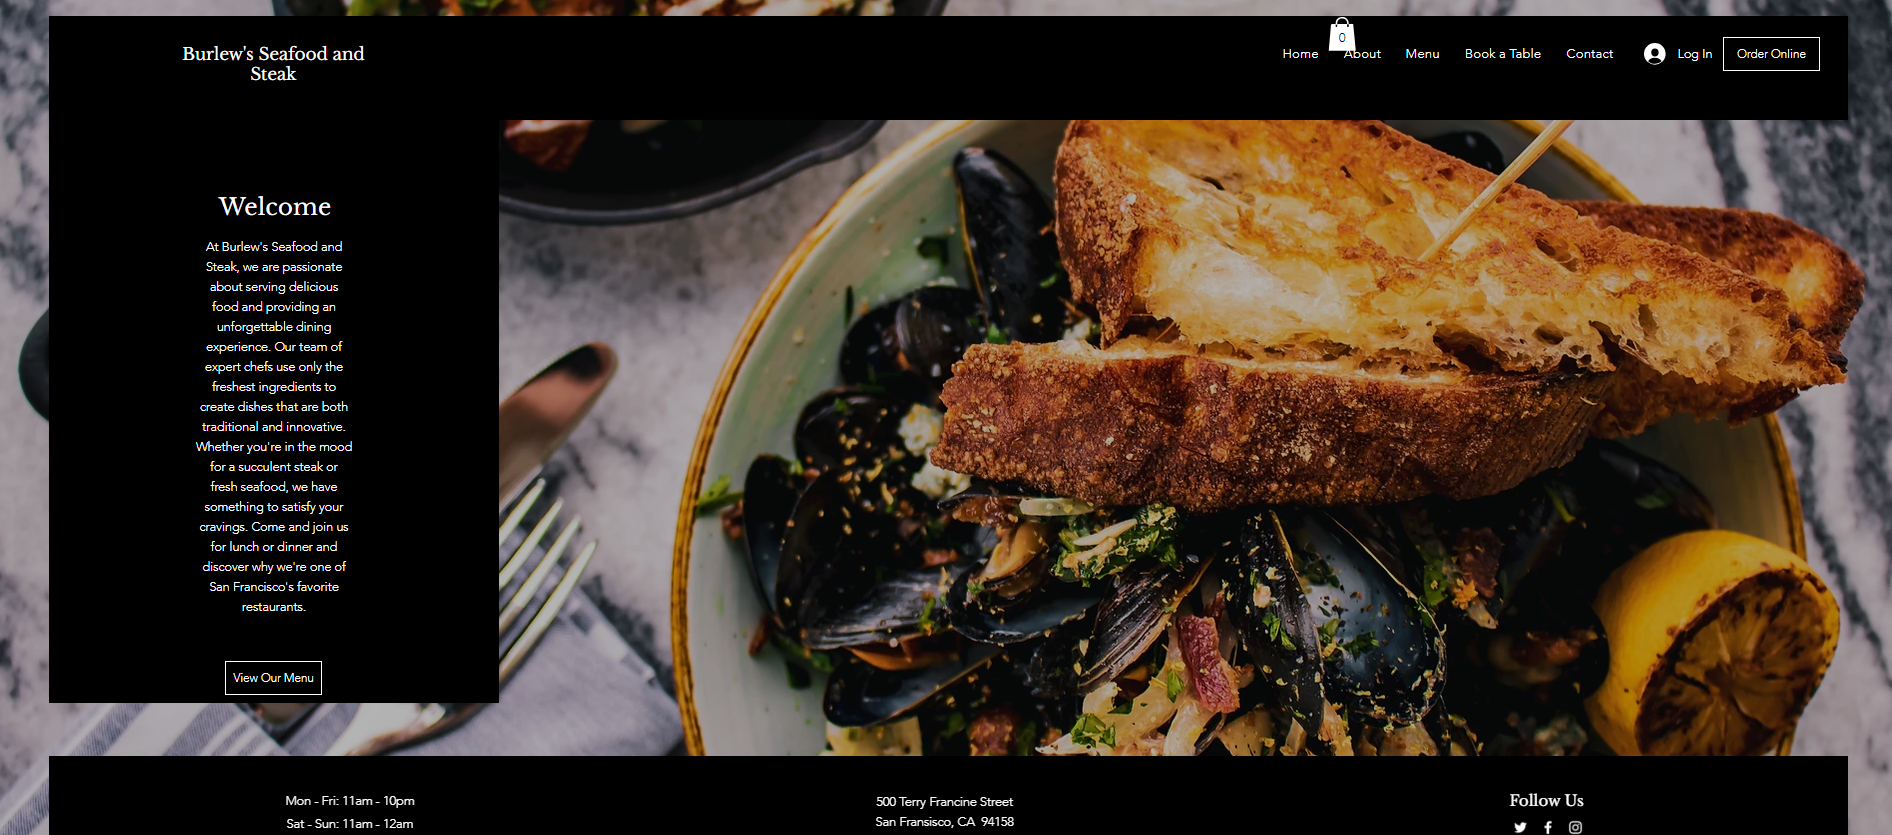 Burlew's Seafood and
Steak
0
Home About Menu Book a Table Contact Log In Order Online
Welcome
At Burlew's Seafood and
Steak, we are passionate
about serving delicious
food and providing an
unforgettable dining
experience. Our team of
expert chefs use only the
freshest ingredients to
create dishes that are both
traditional and innovative.
Whether you're in the mood
for a succulent steak or
fresh seafood, we have
something to satisfy your
cravings. Come and join us
for lunch or dinner and
discover why we're one of
San Francisco's favorite
restaurants.
View Our Menu
Mon - Fri: 11am - 10pm
Sat - Sun: 11am - 12am
500 Terry Francine Street
San Fransisco, CA 94158
Follow Us